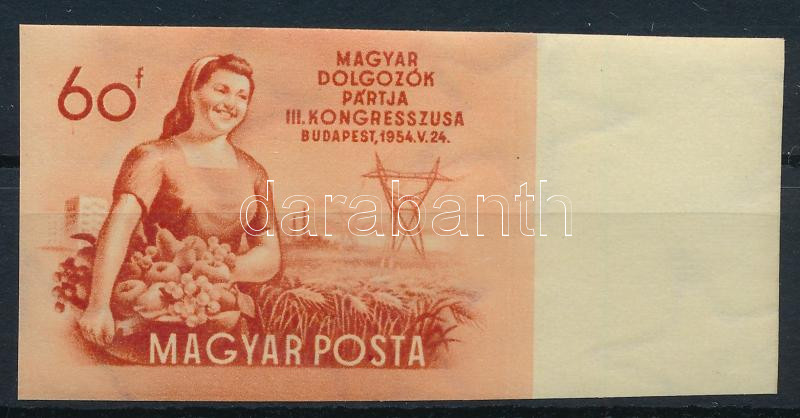 60f
MAGYAR
DOLGOZÓK
PÁRTJA
III. KONGRESSZUSA
BUDAPEST, 1954.V.24.
darabanth
MAGYAR POSTA